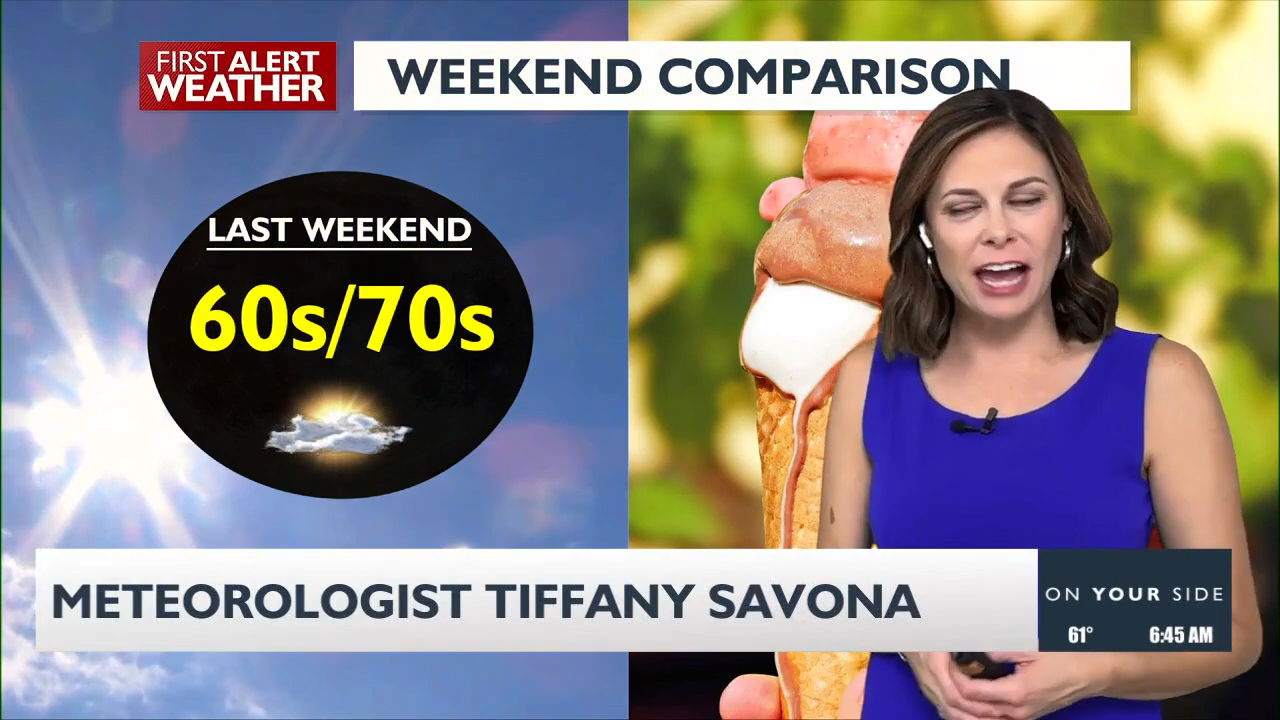 FIRST ALERT
WEATHER
WEEKEND COMPARISON
LAST WEEKEND
60s/70s
METEOROLOGIST TIFFANY SAVONA
ON YOUR SIDE
61° 6:45 AM